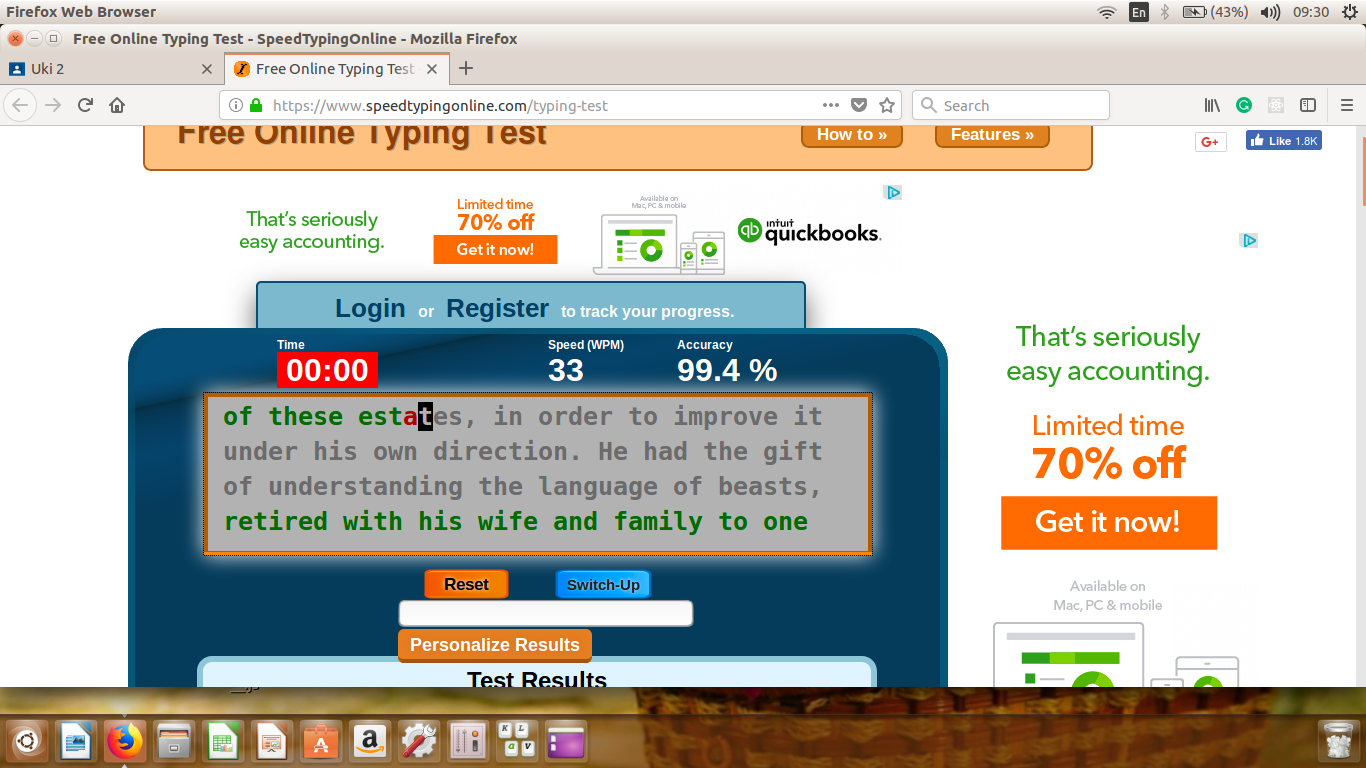 Firefox Web Browser
En
(43%)
09:30
Free Online Typing Test - SpeedTypingOnline - Mozilla Firefox
Uki 2
Free Online Typing Test
https://www.speedtypingonline.com/typing-test
Search
Free Online Typing Test
How to »
Features »
G+
Like 1.8K
That's seriously
easy accounting.
Limited time
70% off
Get it now!
Available on
Mac, PC & mobile
qb
intuit
quickbooks.
Login or Register to track your progress.
Time
Speed (WPM)
Accuracy
00:00
33
99.4 %
of these estates, in order to improve it
under his own direction. He had the gift
of understanding the language of beasts,
retired with his wife and family to one
Reset
Switch-Up
Personalize Results
Test Results
That's seriously
easy accounting.
Limited time
70% off
Get it now!
Available on
Mac, PC & mobile
a
K L
a v